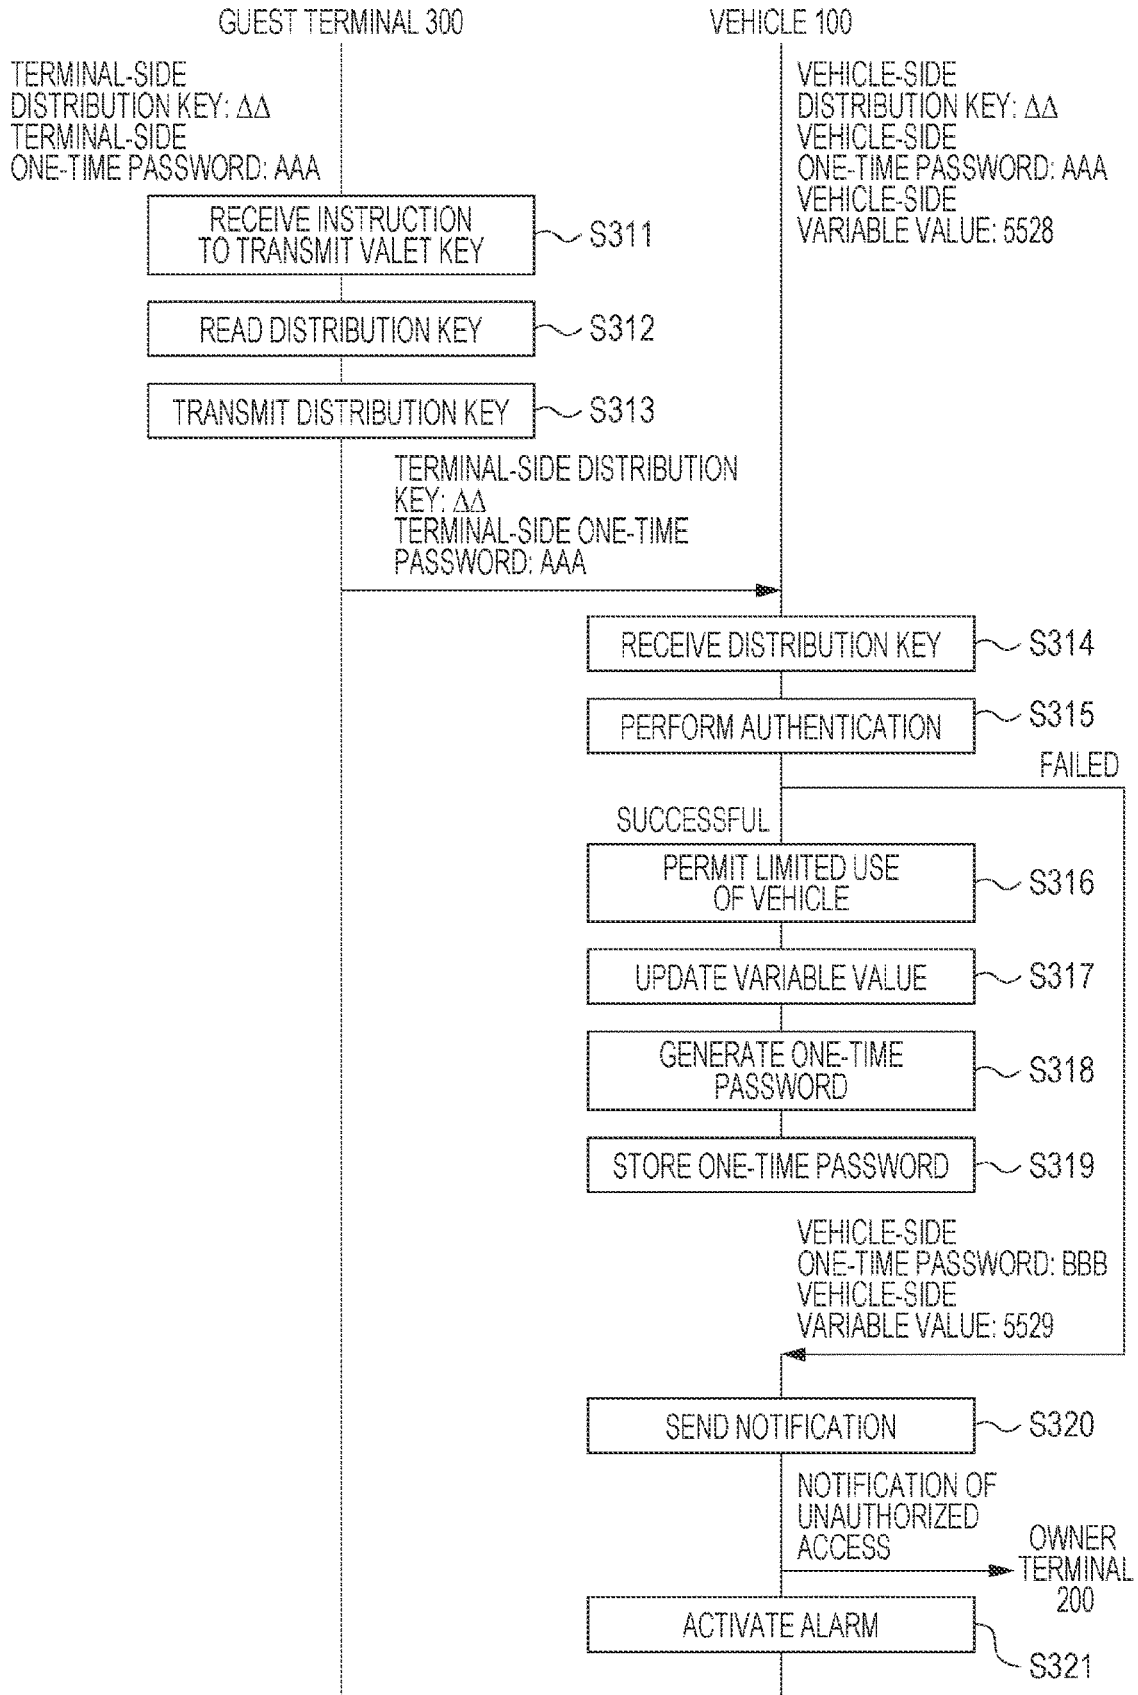 GUEST TERMINAL 300
VEHICLE 100
TERMINAL-SIDE
DISTRIBUTION KEY: ΔΔ
TERMINAL-SIDE
ONE-TIME PASSWORD: AAA
VEHICLE-SIDE
DISTRIBUTION KEY: ΔΔ
VEHICLE-SIDE
ONE-TIME PASSWORD: AAA
VEHICLE-SIDE
VARIABLE VALUE: 5528
RECEIVE INSTRUCTION
TO TRANSMIT VALET KEY
S311
READ DISTRIBUTION KEY
S312
TRANSMIT DISTRIBUTION KEY
S313
TERMINAL-SIDE DISTRIBUTION
KEY: ΔΔ
TERMINAL-SIDE ONE-TIME
PASSWORD: AAA
RECEIVE DISTRIBUTION KEY
S314
PERFORM AUTHENTICATION
S315
FAILED
SUCCESSFUL
PERMIT LIMITED USE
OF VEHICLE
S316
UPDATE VARIABLE VALUE
S317
GENERATE ONE-TIME
PASSWORD
S318
STORE ONE-TIME PASSWORD
S319
VEHICLE-SIDE
ONE-TIME PASSWORD: BBB
VEHICLE-SIDE
VARIABLE VALUE: 5529
SEND NOTIFICATION
S320
NOTIFICATION OF
UNAUTHORIZED
ACCESS
OWNER
TERMINAL
200
ACTIVATE ALARM
S321